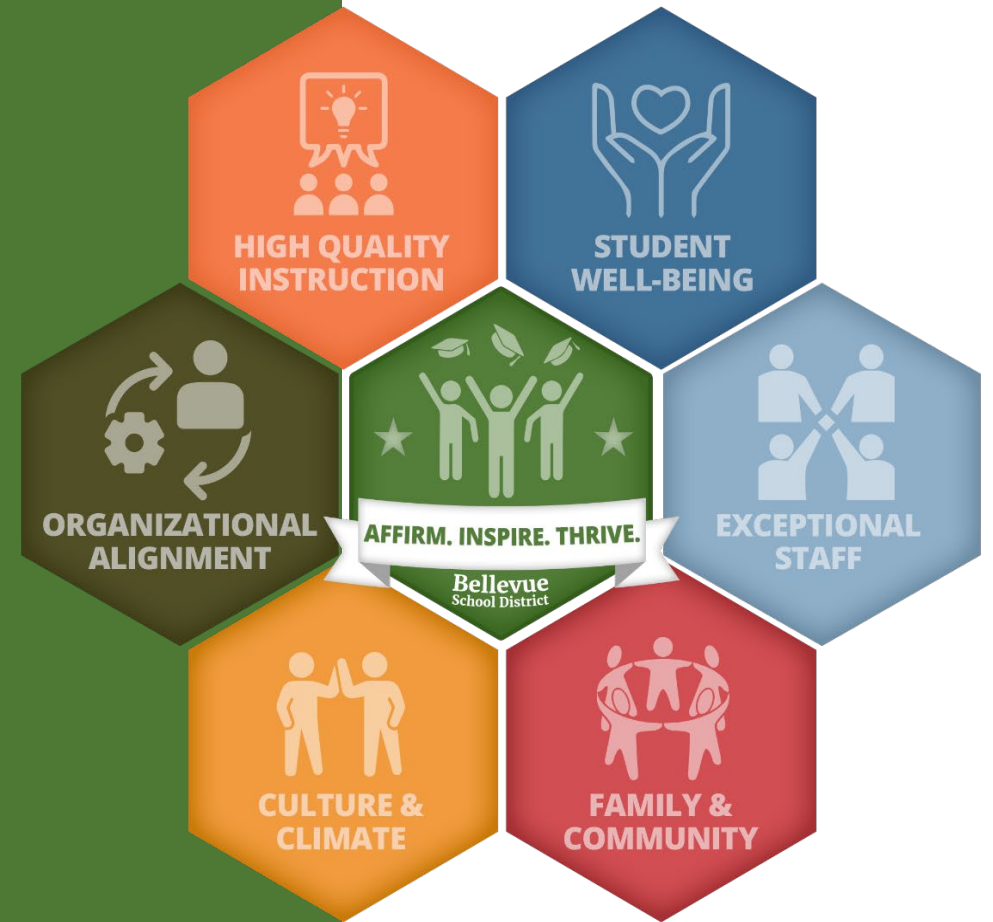 HIGH QUALITY
INSTRUCTION
STUDENT
WELL-BEING
ORGANIZATIONAL
ALIGNMENT
AFFIRM. INSPIRE. THRIVE.
Bellevue
School District
EXCEPTIONAL
STAFF
CULTURE &
CLIMATE
FAMILY &
COMMUNITY